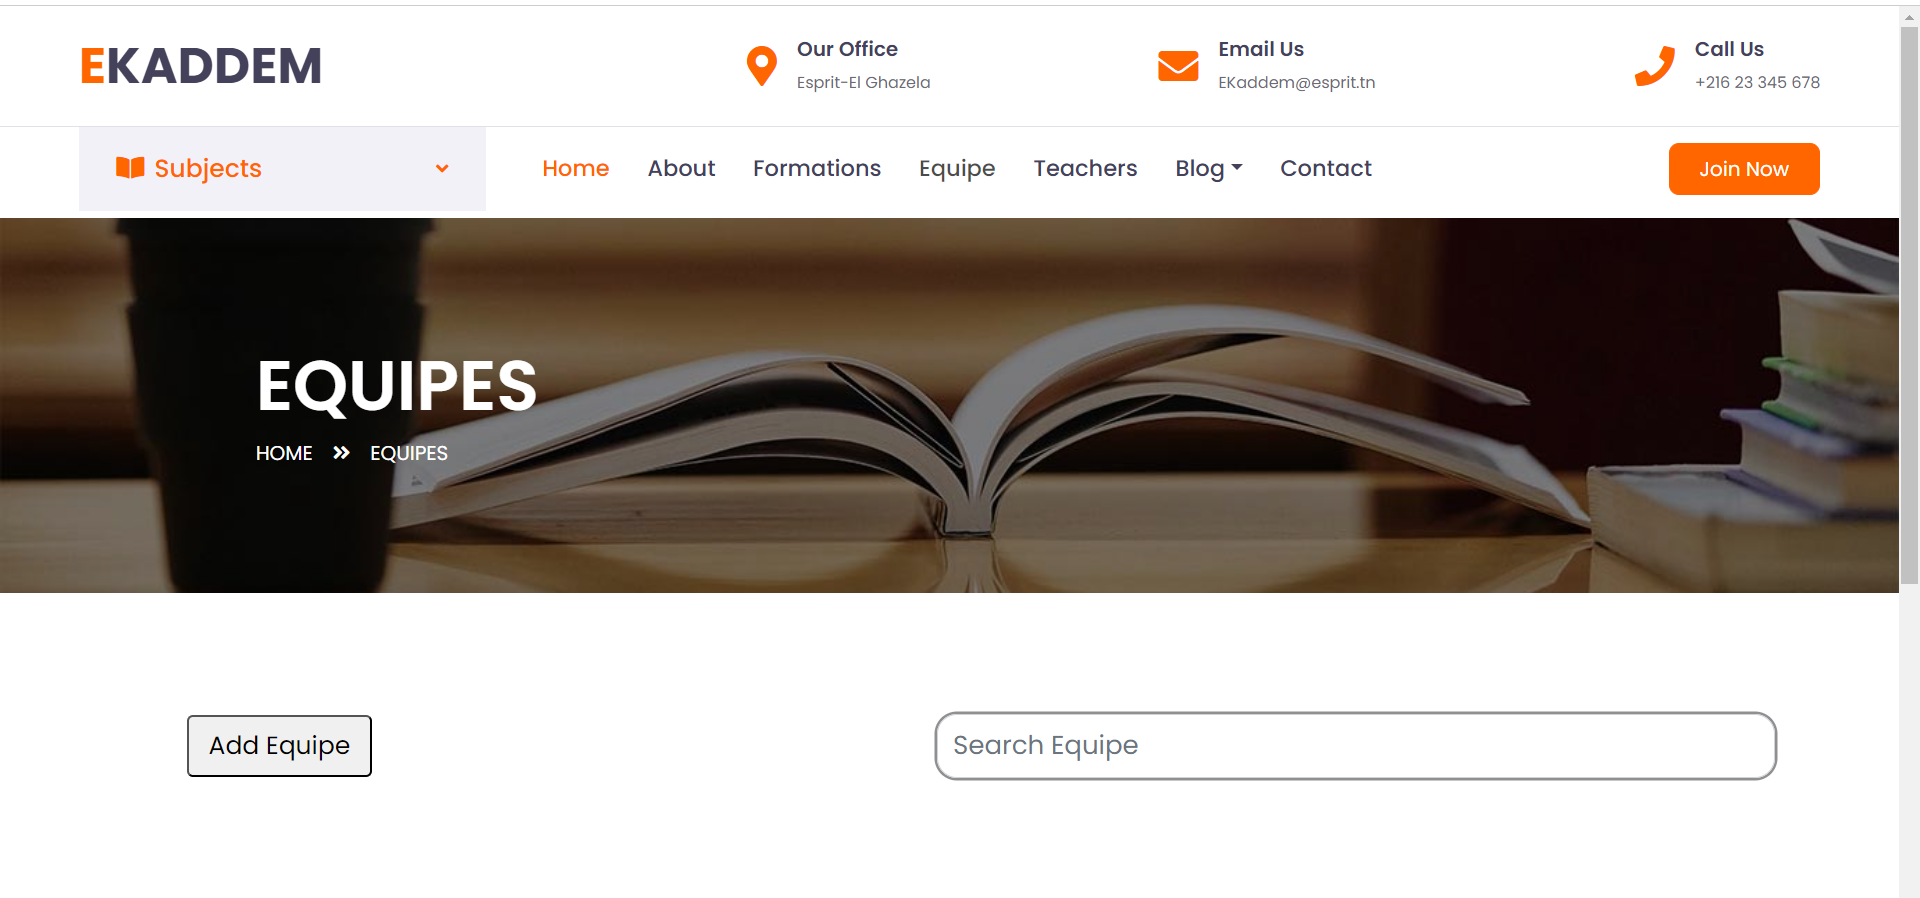 EKADDEM
Our Office
Esprit-El Ghazela
Email Us
EKaddem@esprit.tn
Call Us
+216 23 345 678
Subjects
Home About Formations Equipe Teachers Blog Contact
Join Now
EQUIPES
HOME » EQUIPES
Add Equipe
Search Equipe